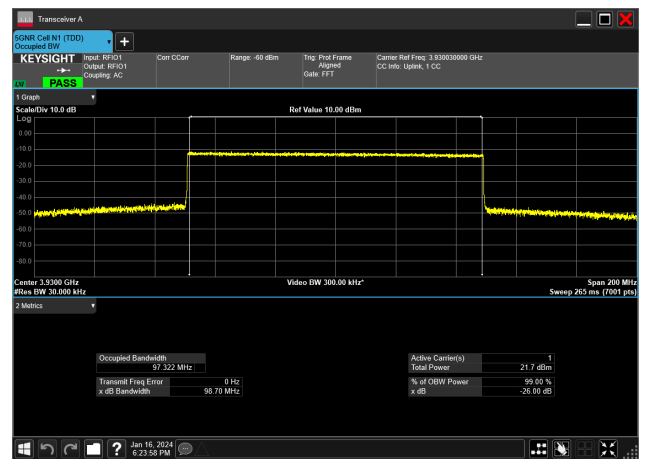 Transceiver A
5GNR Cell N1 (TDD)
Occupied BW
KEYSIGHT
PASS
Input: RFIO1
Output: RFIO1
Coupling: AC
Corr CCorr
Range: -60 dBm
Trig: Prot Frame
Aligned
Gate: FFT
Carrier Ref Freq: 3.930030000 GHz
CC Info: Uplink, 1 CC
1 Graph
Scale/Div 10.0 dB
Ref Value 10.00 dBm
Log
0.00
-10.0
-20.0
-30.0
-40.0
-50.0
-60.0
-70.0
-80.0
Center 3.9300 GHz
Video BW 300.00 kHz*
Span 200 MHz
#Res BW 30.000 kHz
Sweep 265 ms (7001 pts)
2 Metrics
Occupied Bandwidth
97.322 MHz
Active Carrier(s) 1
Total Power 21.7 dBm
Transmit Freq Error 0 Hz
x dB Bandwidth 98.70 MHz
% of OBW Power 99.00 %
x dB -26.00 dB
Jan 16, 2024
6:23:58 PM